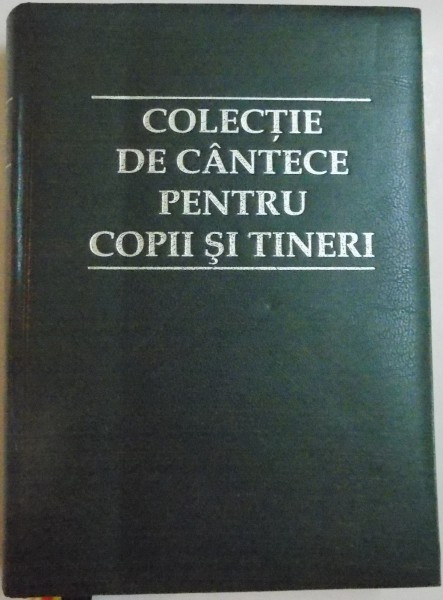 COLECȚIE
DE CÂNTECE
PENTRU
COPII ȘI TINERI